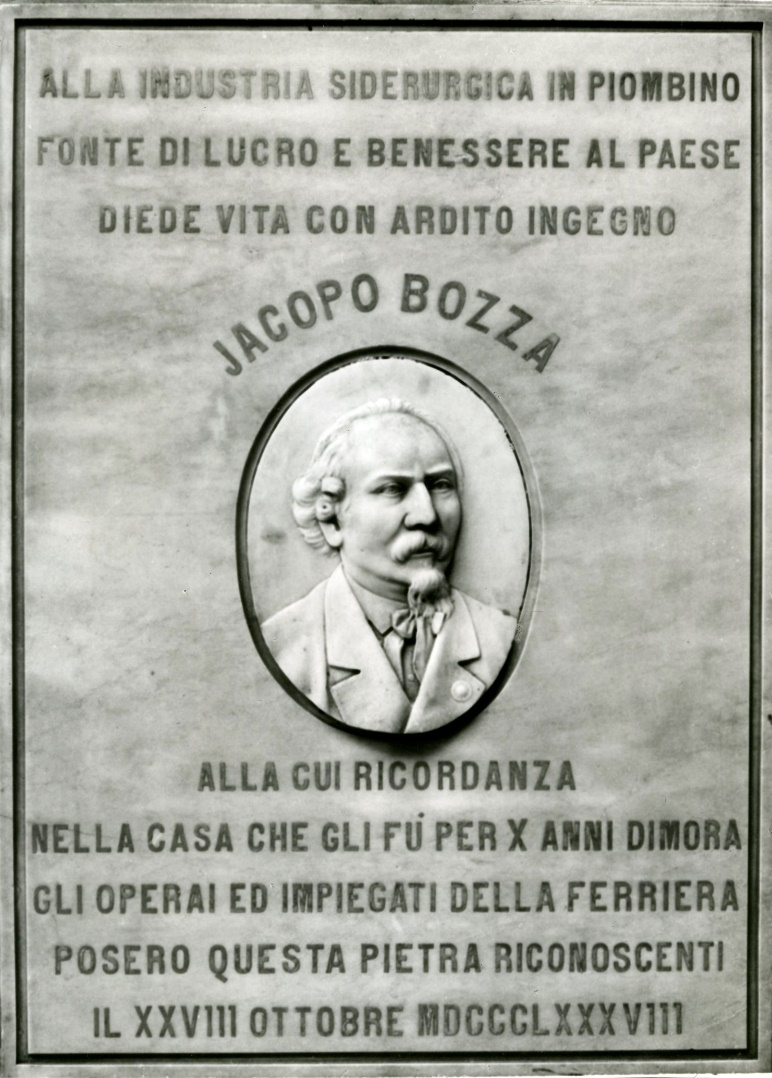 ALLA INDUSTRIA SIDERURGICA IN PIOMBINO
FONTE DI LUCRO E BENESSERE AL PAESE
DIEDE VITA CON ARDITO INGEGNO
JACOPO BOZZA
ALLA CUI RICORDANZA
NELLA CASA CHE GLI FÚ PER X ANNI DIMORA
GLI OPERAI ED IMPIEGATI DELLA FERRIERA
POSERO QUESTA PIETRA RICONOSCENTI
IL XXVIII OTTOBRE MDCCCLXXXVIII